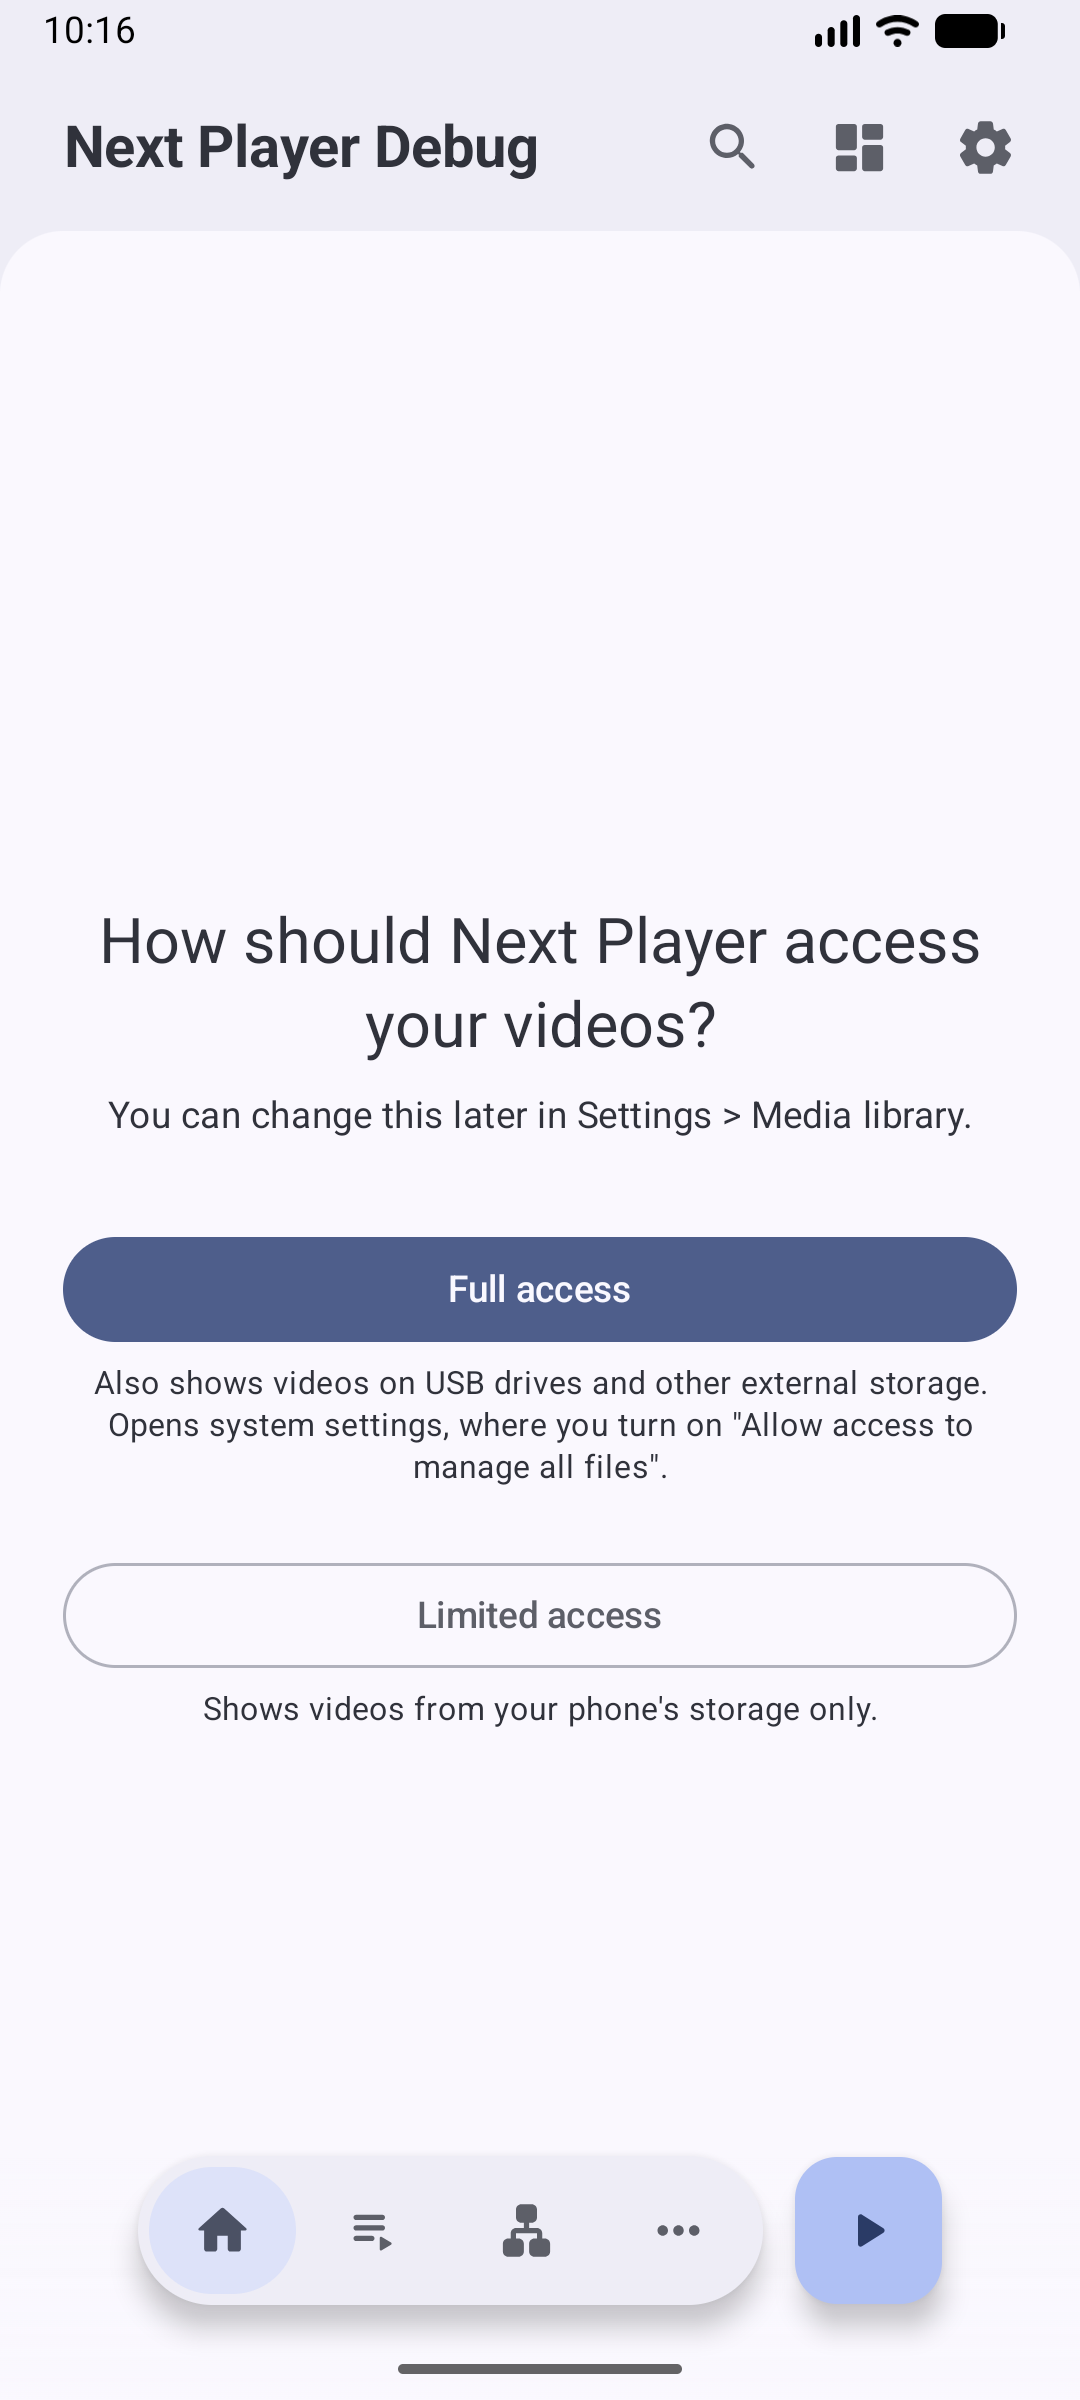 10:16
Next Player Debug
How should Next Player access
your videos?
You can change this later in Settings > Media library.
Full access
Also shows videos on USB drives and other external storage.
Opens system settings, where you turn on "Allow access to
manage all files".
Limited access
Shows videos from your phone's storage only.